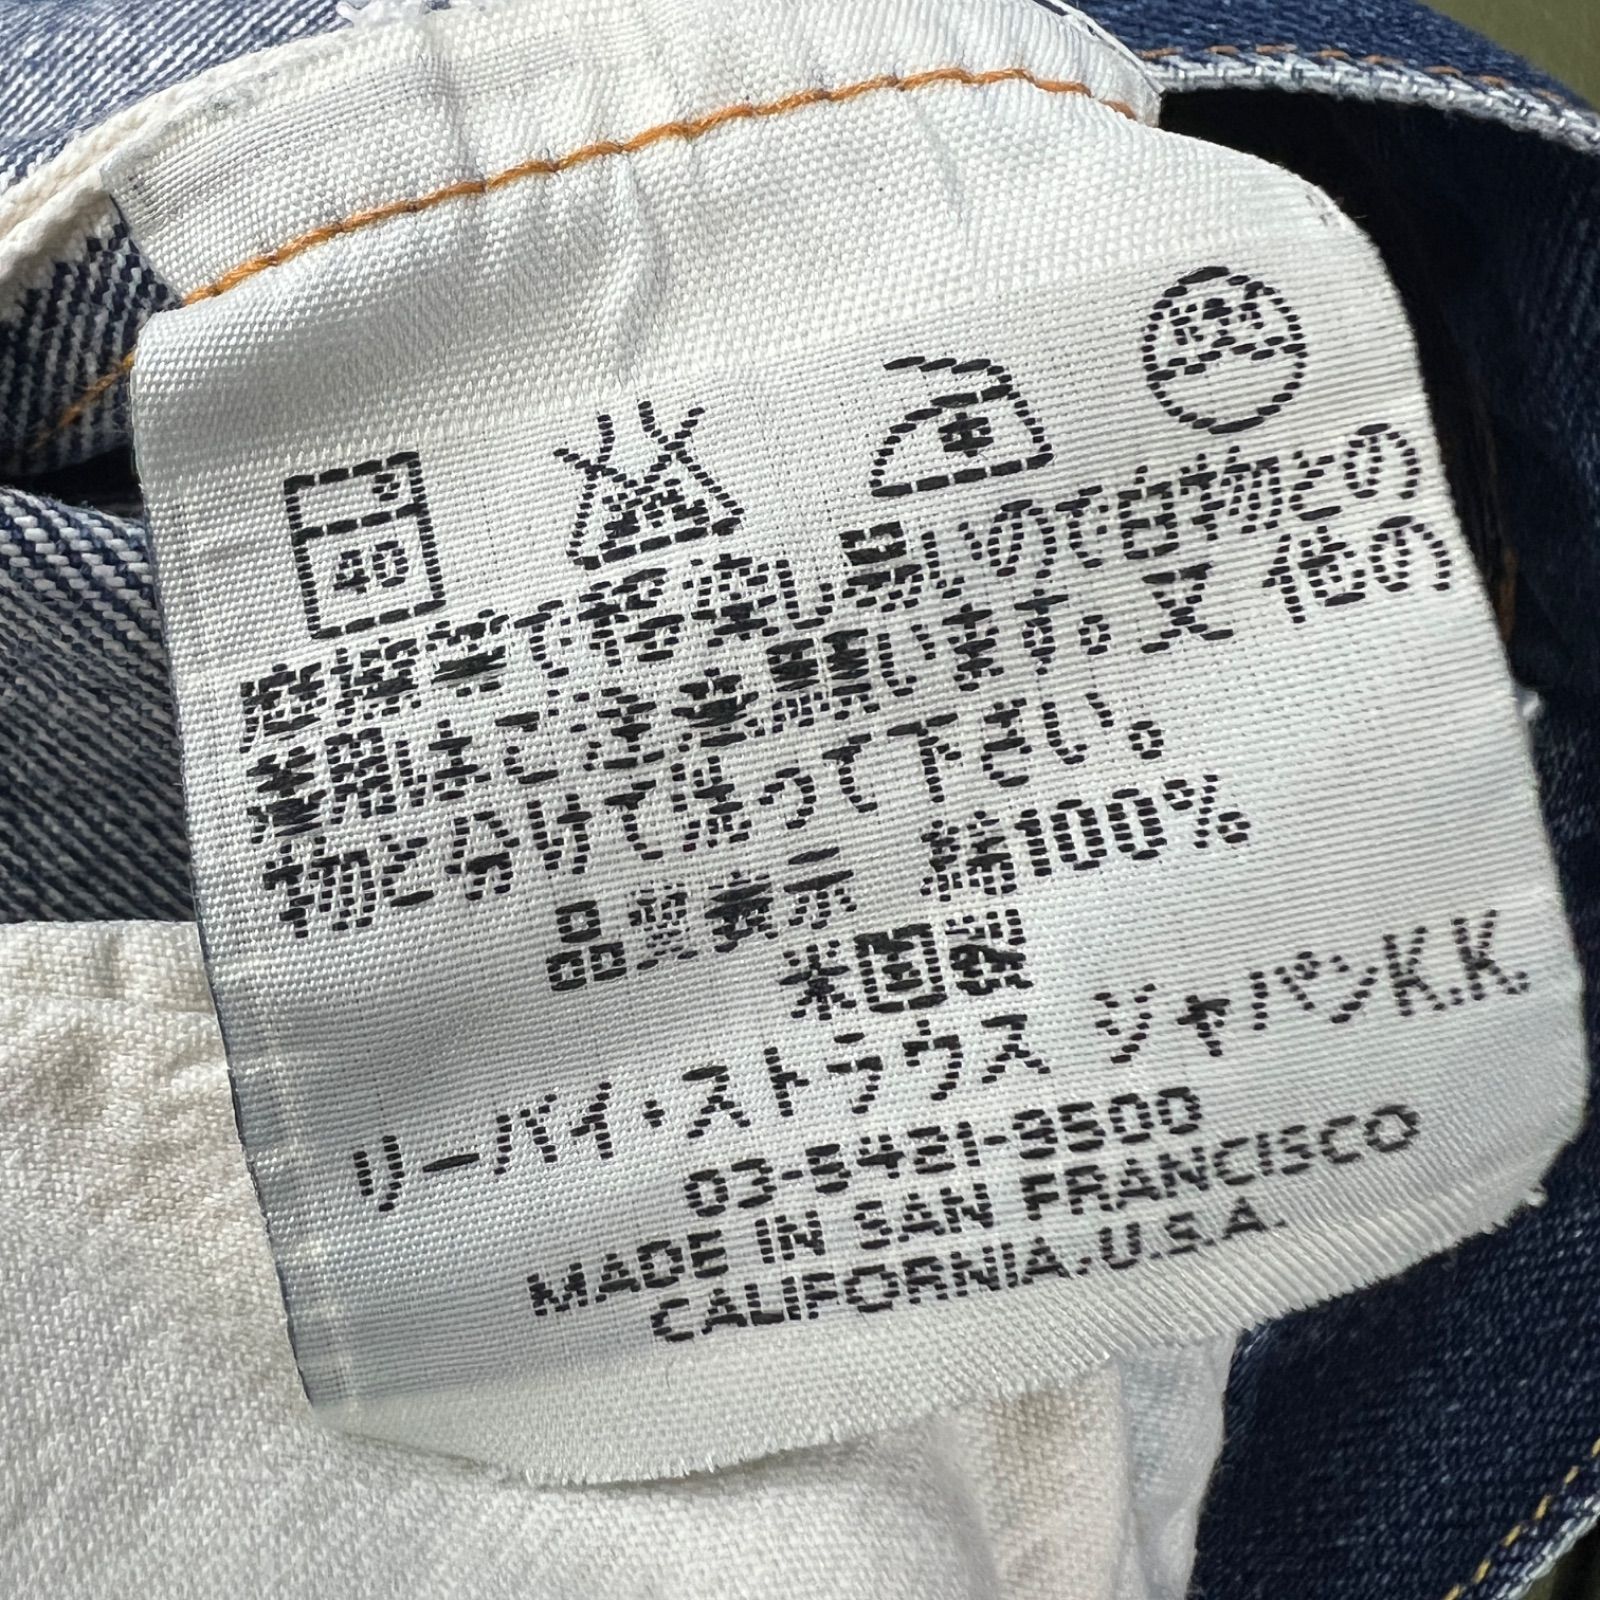 40
中
摩擦等で移染し易いので白物との
着用はご注意願います。又 他の
物と分けて洗って下さい。
品質表示 綿100%
米国製
リーバイ・ストラウス ジャパンK.K.
03-5421-9500
MADE IN SAN FRANCISCO
CALIFORNIA.U.S.A.